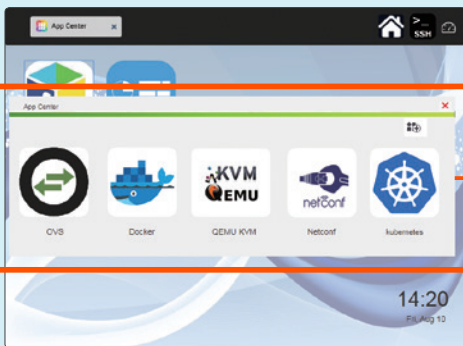 App Center x
>_
SSH
App Center
KVM
QEMU
netconf
OVS Docker QEMU KVM Netconf kubernetes
14:20
Fri, Aug 10